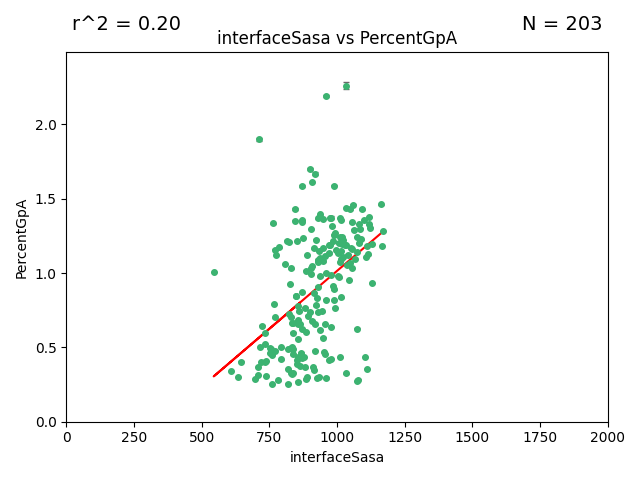 r^2 = 0.20
N = 203
interfaceSasa vs PercentGpA
PercentGpA
2.0
1.5
1.0
0.5
0.0
0
250
500
750
1000
1250
1500
1750
2000
interfaceSasa